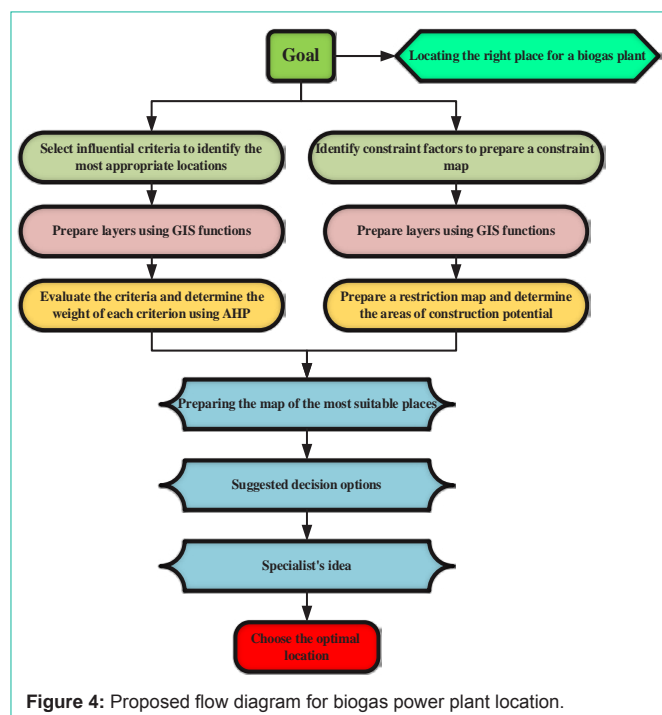 Goal
Locating the right place for a biogas plant
Select influential criteria to identify the
most appropriate locations
Identify constraint factors to prepare a constraint
map
Prepare layers using GIS functions
Prepare layers using GIS functions
Evaluate the criteria and determine the
weight of each criterion using AHP
Prepare a restriction map and determine
the areas of construction potential
Preparing the map of the most suitable places
Suggested decision options
Specialist's idea
Choose the optimal
location
Figure 4: Proposed flow diagram for biogas power plant location.